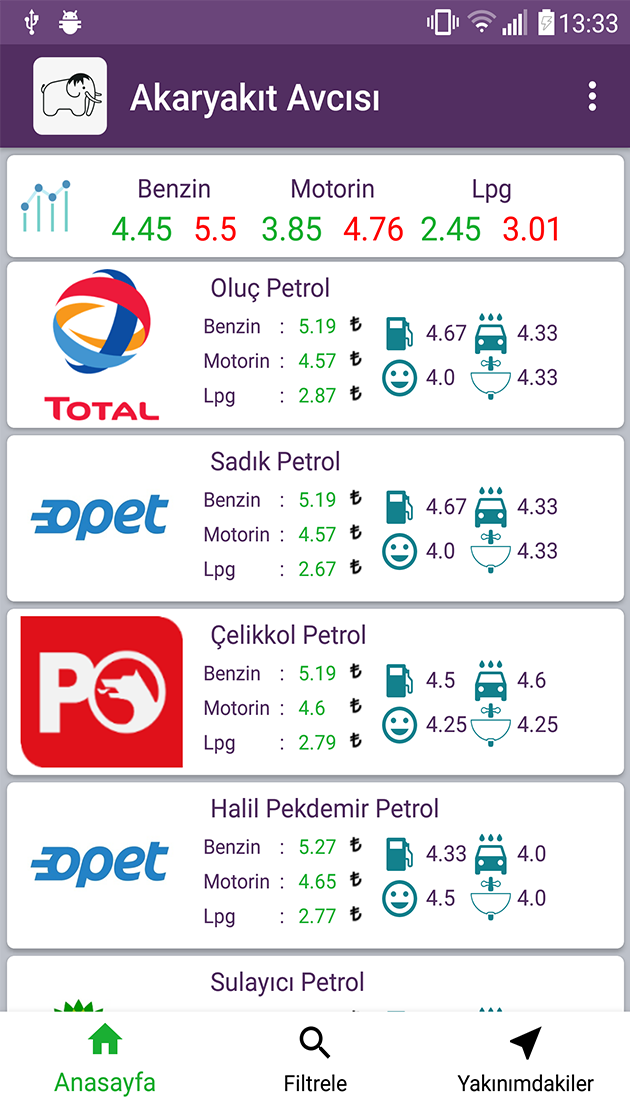 13:33
Akaryakıt Avcısı
Benzin Motorin Lpg
4.45 5.5 3.85 4.76 2.45 3.01
Oluç Petrol
Benzin : 5.19 ₺ 4.67 4.33
Motorin : 4.57 ₺ 4.0 4.33
Lpg : 2.87 ₺
TOTAL
Sadık Petrol
opet
Benzin : 5.19 ₺ 4.67 4.33
Motorin : 4.57 ₺ 4.0 4.33
Lpg : 2.67 ₺
Çelikkol Petrol
PO
Benzin : 5.19 ₺ 4.5 4.6
Motorin : 4.6 ₺ 4.25 4.25
Lpg : 2.79 ₺
Halil Pekdemir Petrol
opet
Benzin : 5.27 ₺ 4.33 4.0
Motorin : 4.65 ₺ 4.5 4.0
Lpg : 2.77 ₺
Sulayıcı Petrol
Anasayfa Filtrele Yakınımdakiler